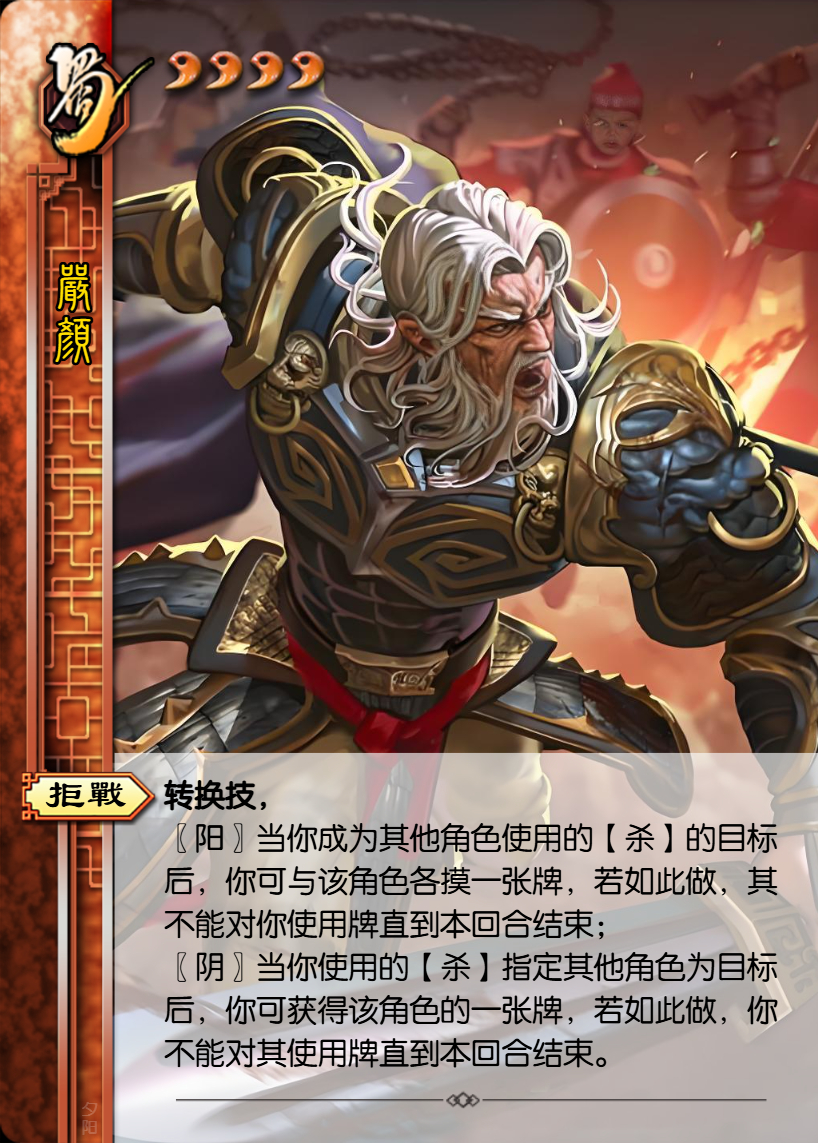 蜀
嚴顏
拒戰
转换技，
〖阳〗当你成为其他角色使用的【杀】的目标
后，你可与该角色各摸一张牌，若如此做，其
不能对你使用牌直到本回合结束；
〖阴〗当你使用的【杀】指定其他角色为目标
后，你可获得该角色的一张牌，若如此做，你
不能对其使用牌直到本回合结束。
夕阳